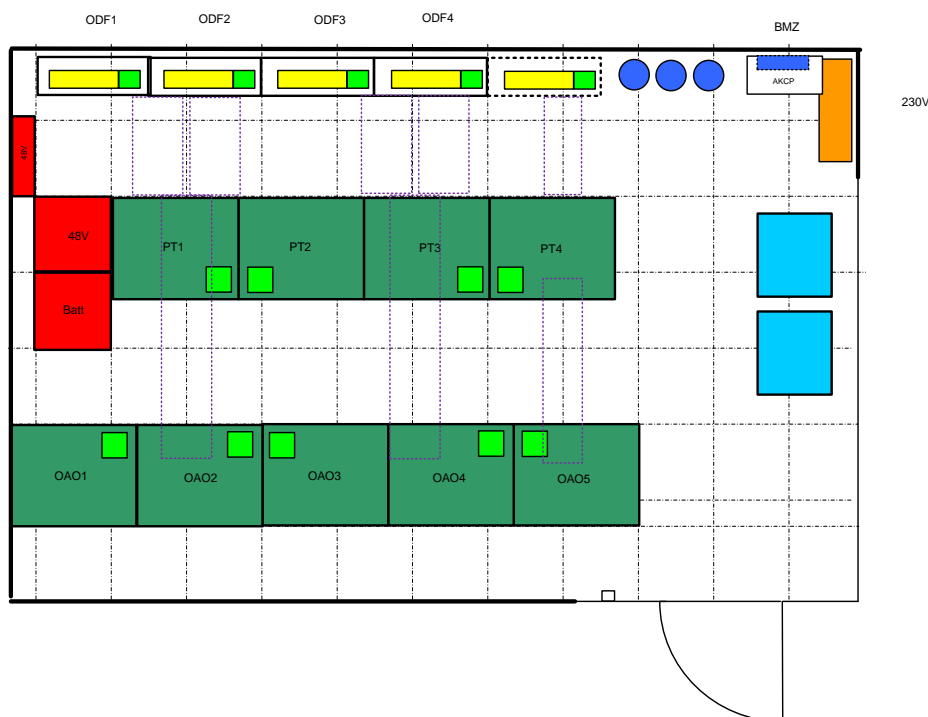 ODF1
ODF2
ODF3
ODF4
BMZ
AKCP
230V
48V
48V
PT1
PT2
PT3
PT4
Batt
OAO1
OAO2
OAO3
OAO4
OAO5